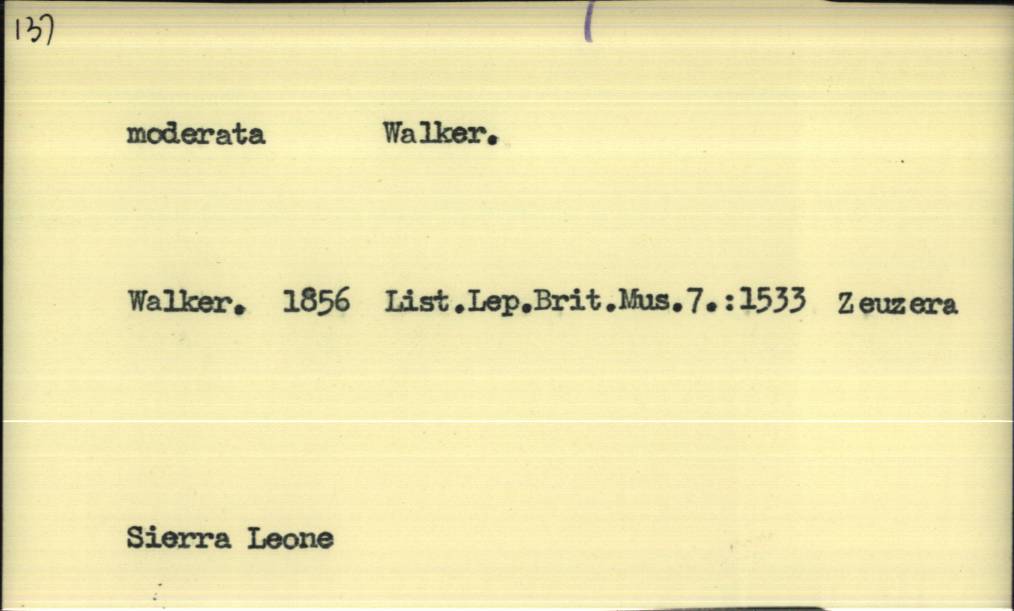 137
moderata Walker.
Walker. 1856 List.Lep.Brit.Mus.7.:1533 Zeuzera
Sierra Leone